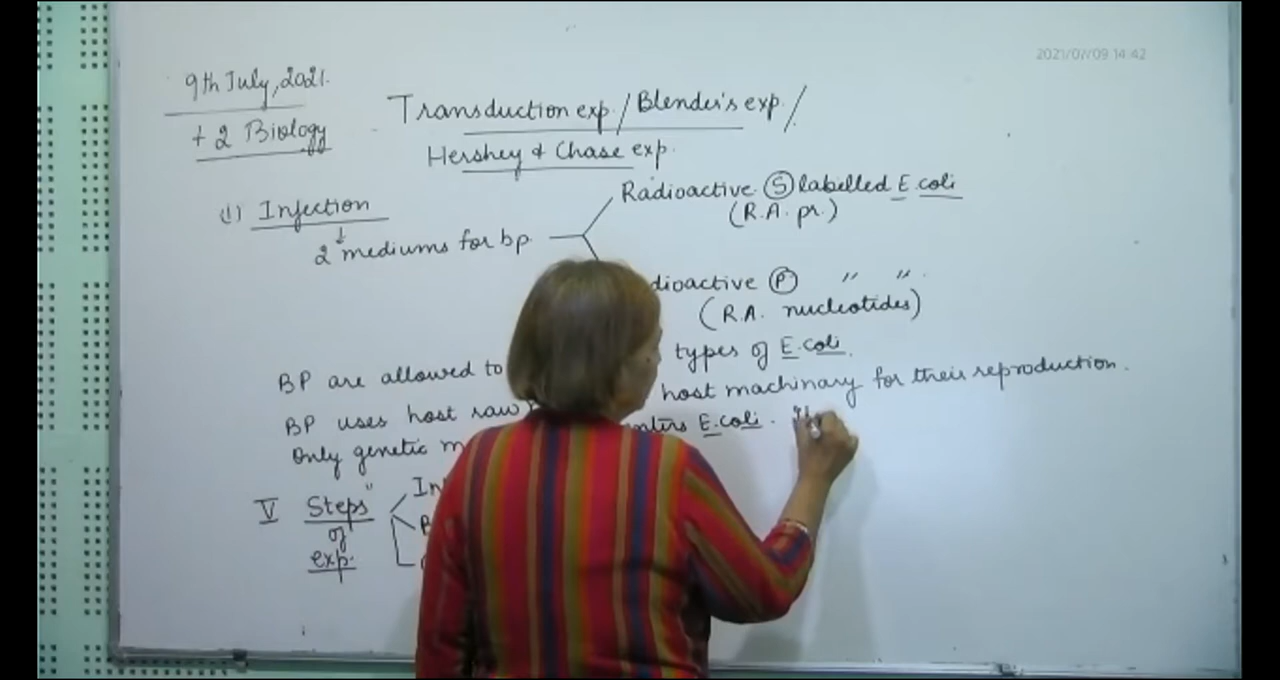 2021/07/09 14:42
9th July, 2021.
+2 Biology
Transduction exp./Blender's exp./
Hershey & Chase exp.
(1) Infection
Radioactive (S) labelled E. coli
(R.A. pr.)
2 mediums for bp
dioactive (P) " " .
(R.A. nucleotides)
BP are allowed to types of E. coli.
BP uses host raw host machinary for their reproduction.
Only genetic m nters E. coli.
V Steps
In
of
exp.